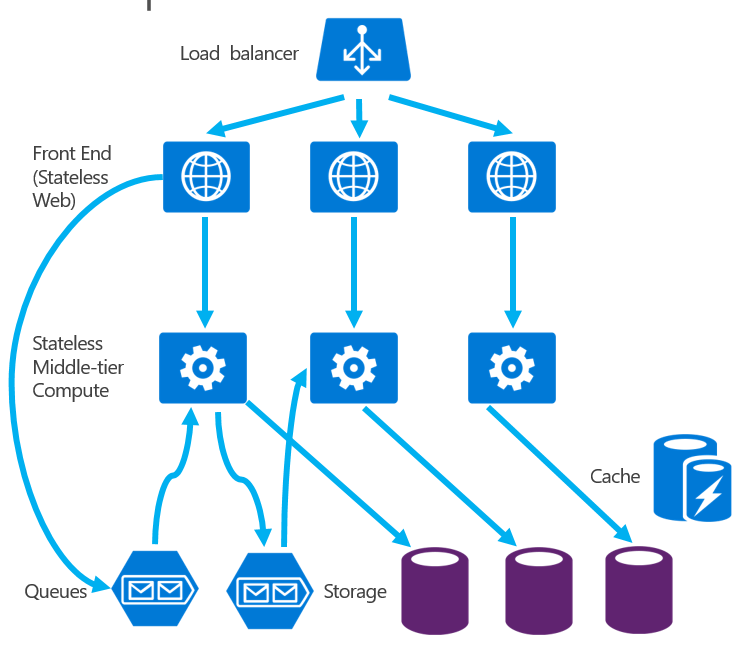 Load balancer
Front End
(Stateless
Web)
Stateless
Middle-tier
Compute
Cache
Queues
Storage